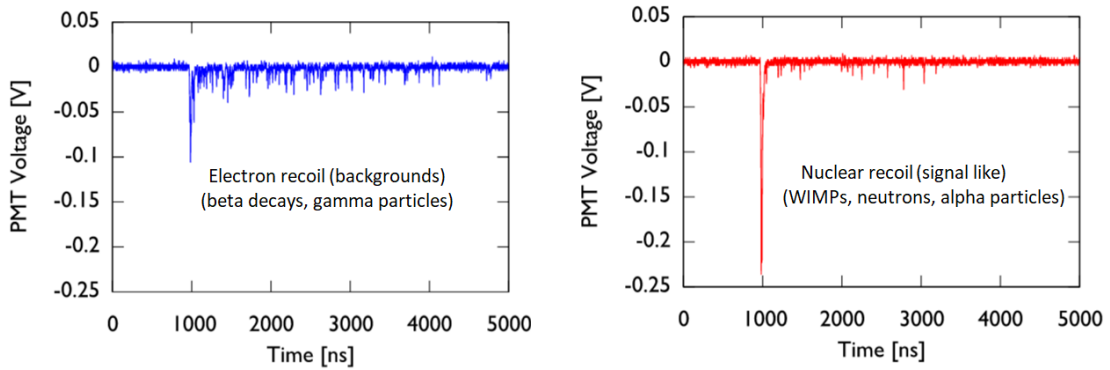 0.05
0
-0.05
-0.1
-0.15
-0.2
-0.25
PMT Voltage [V]
Electron recoil (backgrounds)
(beta decays, gamma particles)
0 1000 2000 3000 4000 5000
Time [ns]
0.05
0
-0.05
-0.1
-0.15
-0.2
-0.25
PMT Voltage [V]
Nuclear recoil (signal like)
(WIMPs, neutrons, alpha particles)
0 1000 2000 3000 4000 5000
Time [ns]